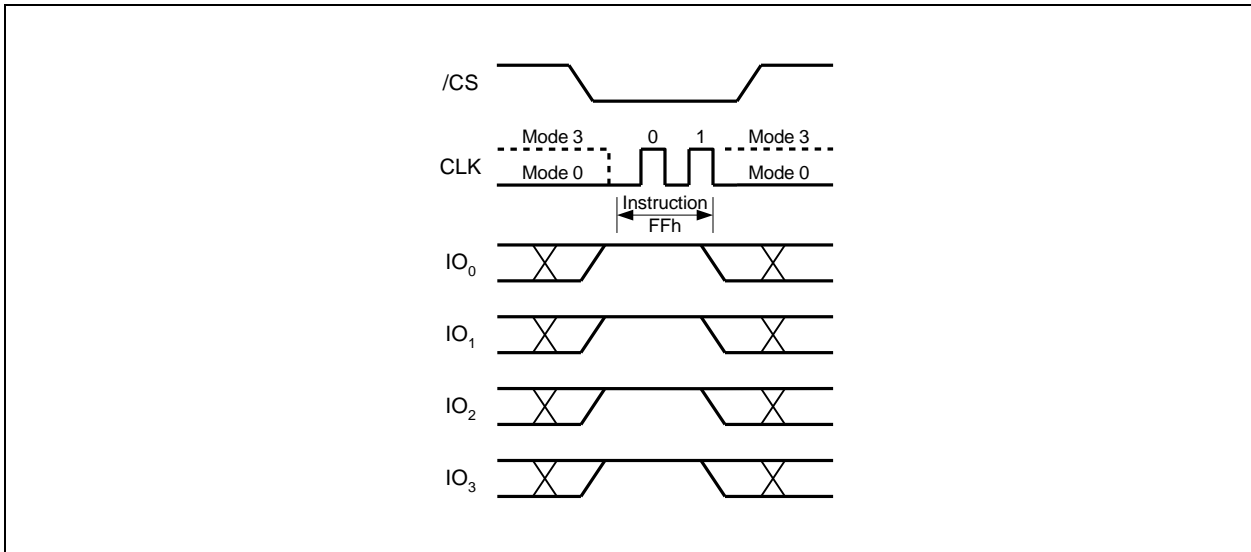 /CS
Mode 3 0 1 Mode 3
CLK
Mode 0 Mode 0
Instruction
FFh
IO0
IO1
IO2
IO3